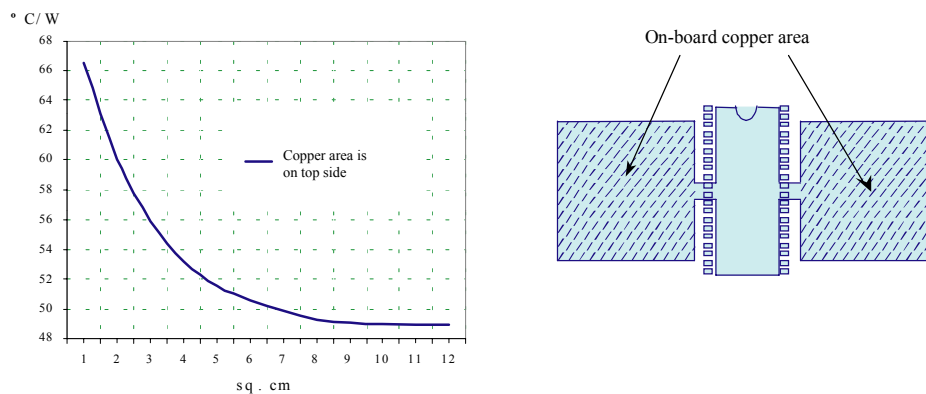 º C/W
68
66
64
62
60
58
56
54
52
50
48
1 2 3 4 5 6 7 8 9 10 11 12
sq . cm
Copper area is
on top side
On-board copper area